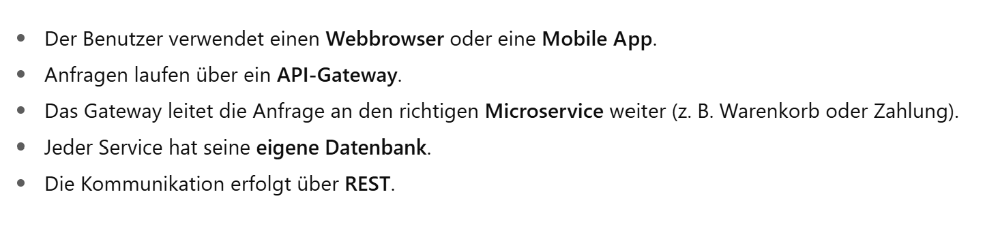 • Der Benutzer verwendet einen Webbrowser oder eine Mobile App.
• Anfragen laufen über ein API-Gateway.
• Das Gateway leitet die Anfrage an den richtigen Microservice weiter (z. B. Warenkorb oder Zahlung).
• Jeder Service hat seine eigene Datenbank.
• Die Kommunikation erfolgt über REST.